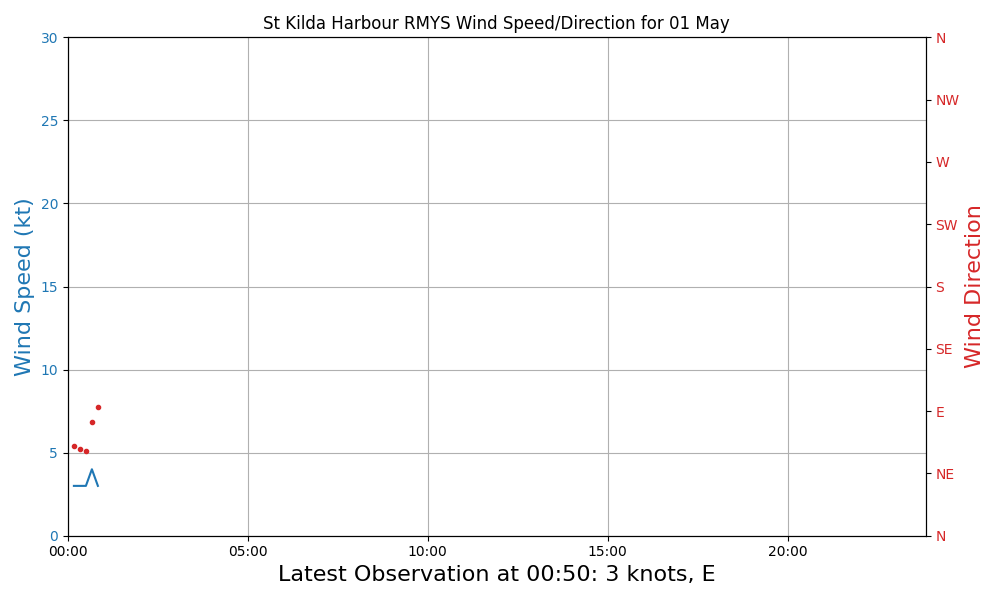 St Kilda Harbour RMYS Wind Speed/Direction for 01 May
30
25
20
15
10
5
0
Wind Speed (kt)
N
NW
W
SW
S
SE
E
NE
N
Wind Direction
00:00
05:00
10:00
15:00
20:00
Latest Observation at 00:50: 3 knots, E